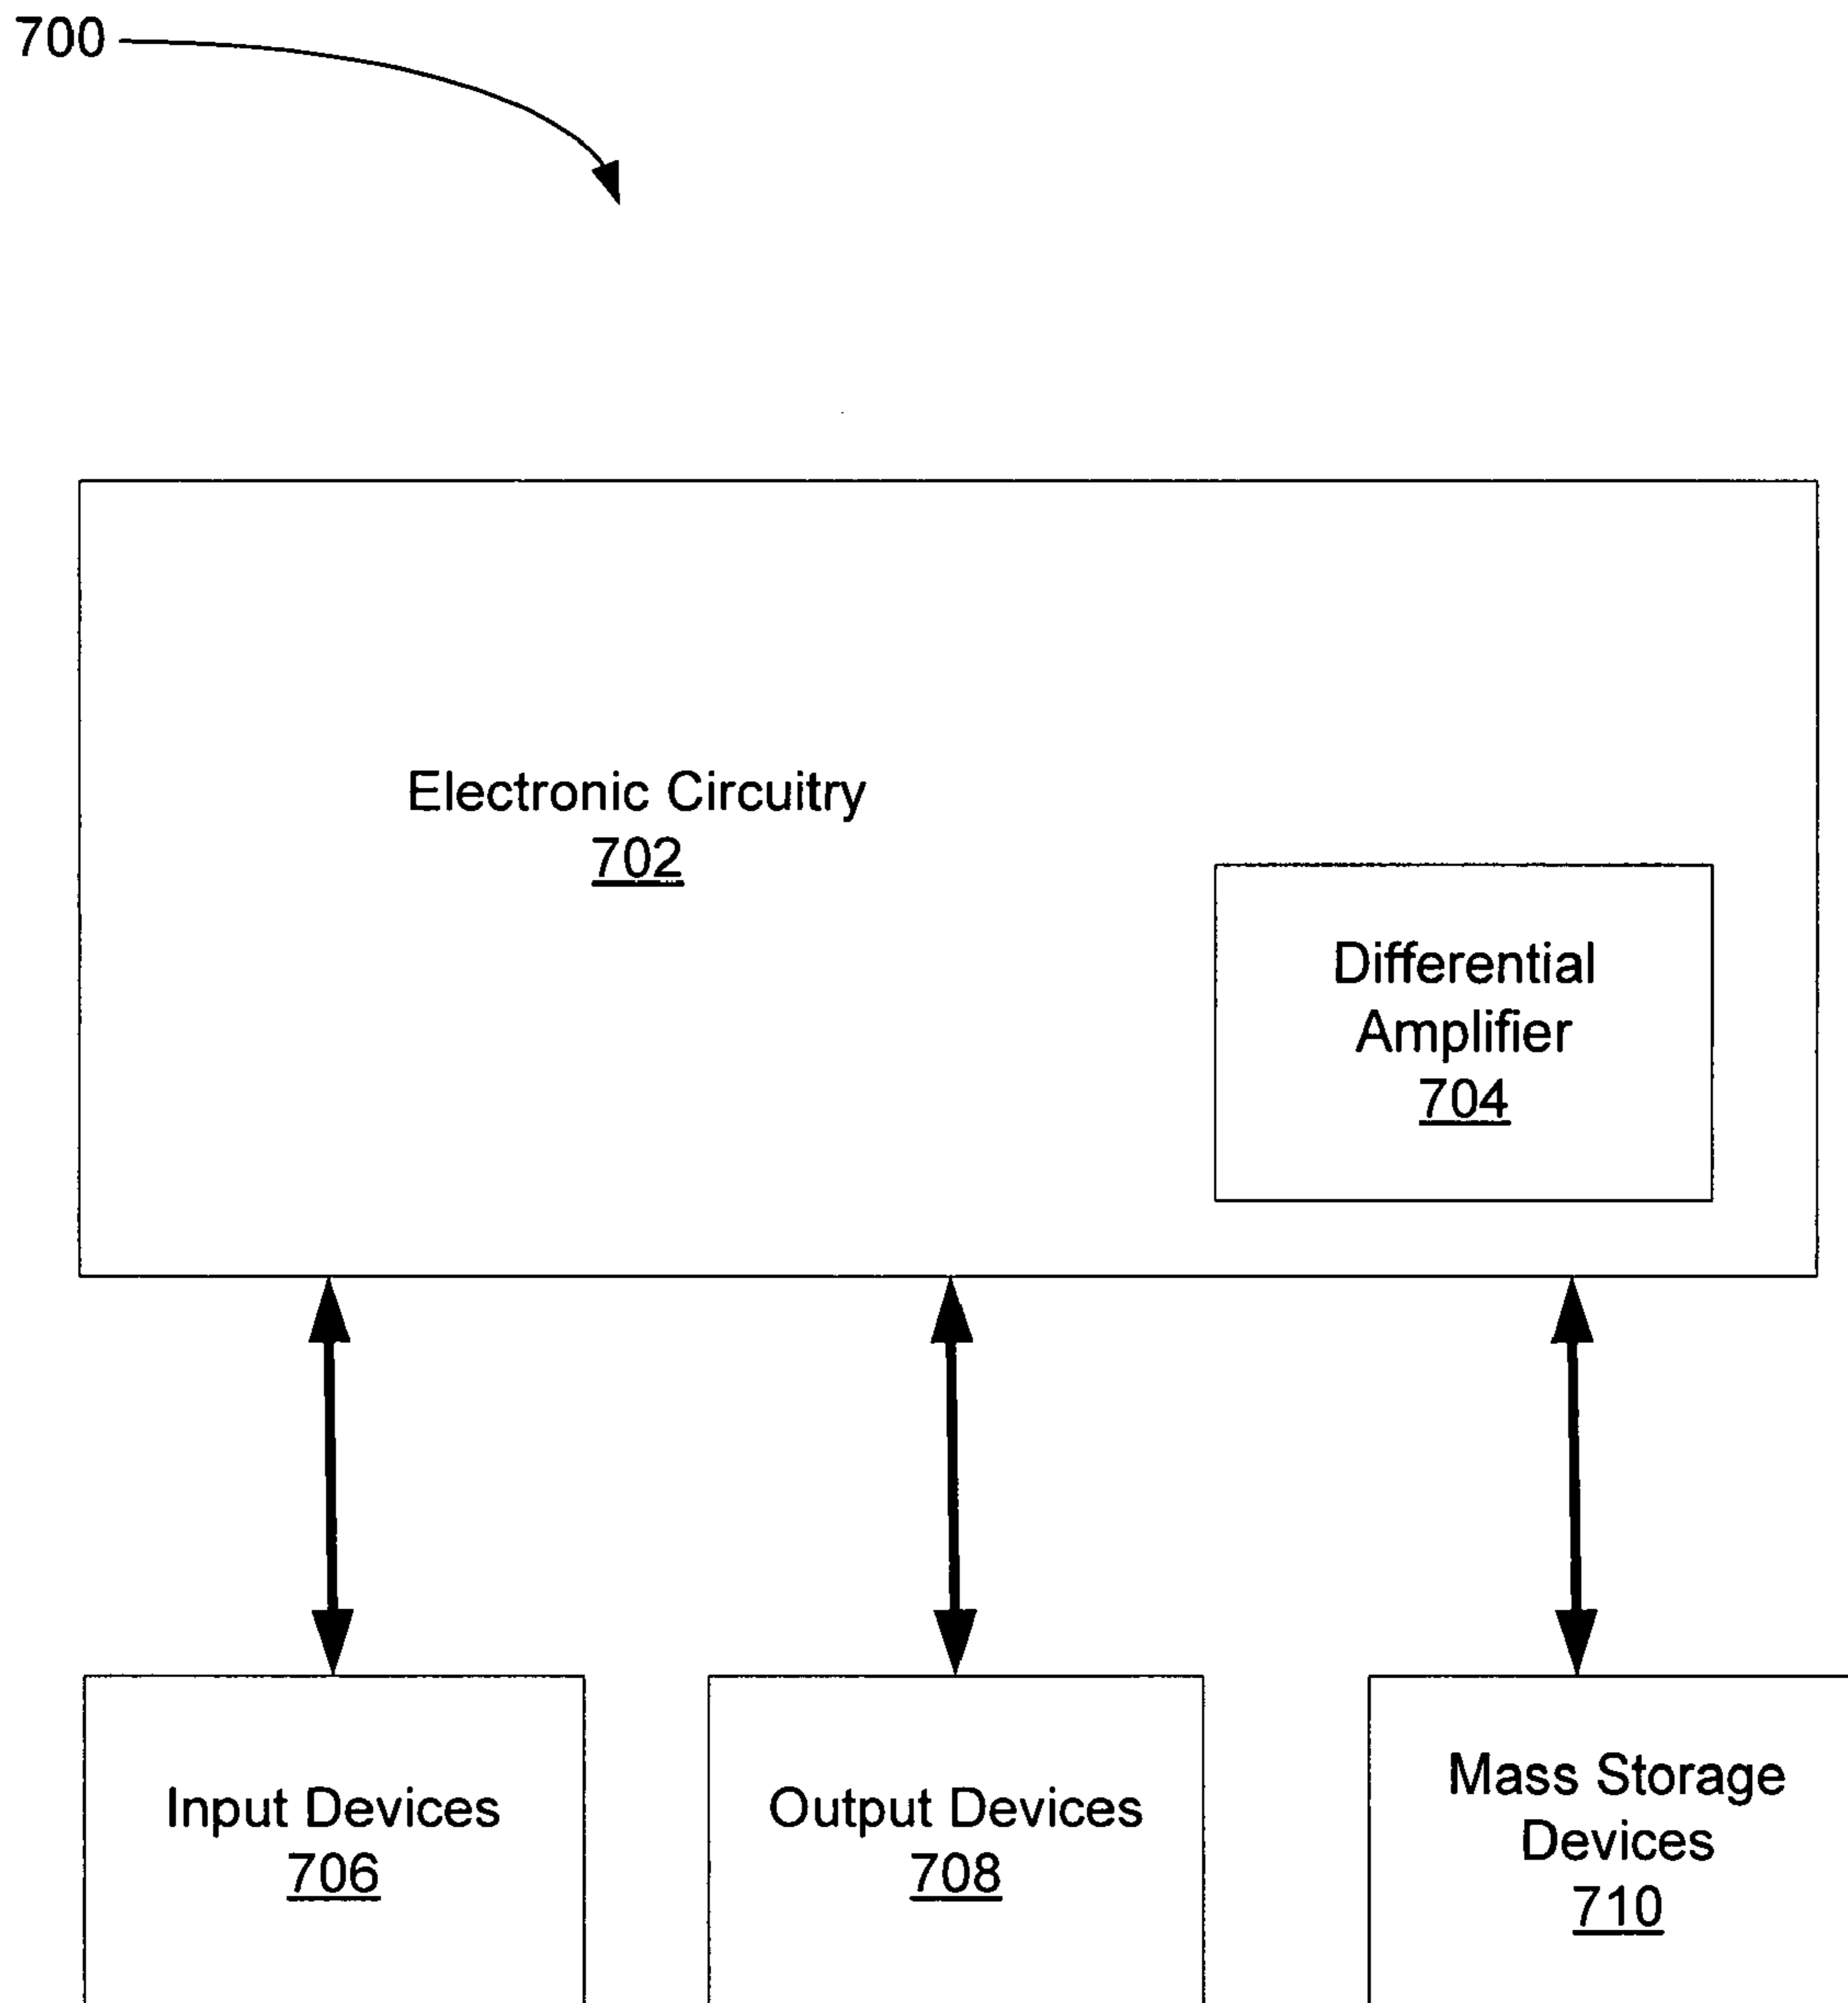 700
Electronic Circuitry
702
Differential
Amplifier
704
Input Devices
706
Output Devices
708
Mass Storage
Devices
710